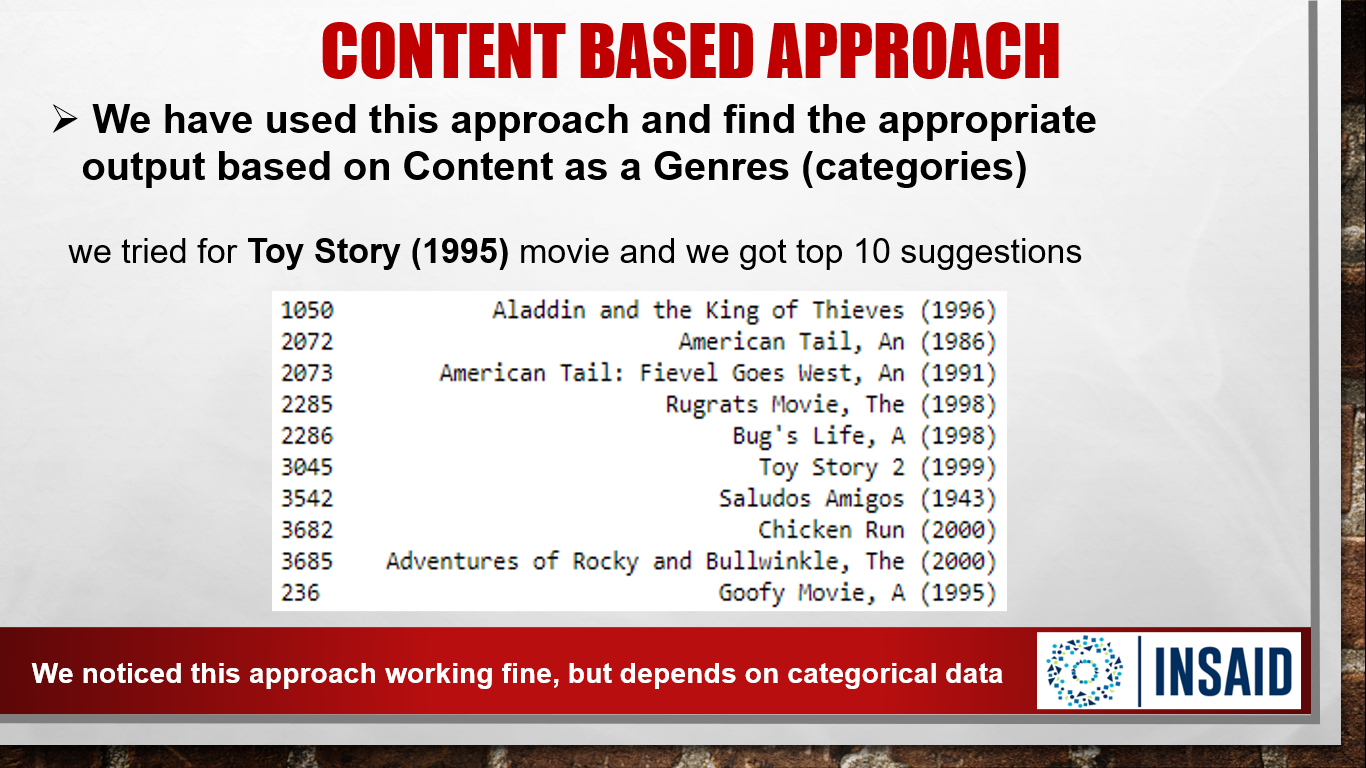 CONTENT BASED APPROACH
➢ We have used this approach and find the appropriate
output based on Content as a Genres (categories)
we tried for Toy Story (1995) movie and we got top 10 suggestions
1050 Aladdin and the King of Thieves (1996)
2072 American Tail, An (1986)
2073 American Tail: Fievel Goes West, An (1991)
2285 Rugrats Movie, The (1998)
2286 Bug's Life, A (1998)
3045 Toy Story 2 (1999)
3542 Saludos Amigos (1943)
3682 Chicken Run (2000)
3685 Adventures of Rocky and Bullwinkle, The (2000)
236 Goofy Movie, A (1995)
We noticed this approach working fine, but depends on categorical data
INSAID